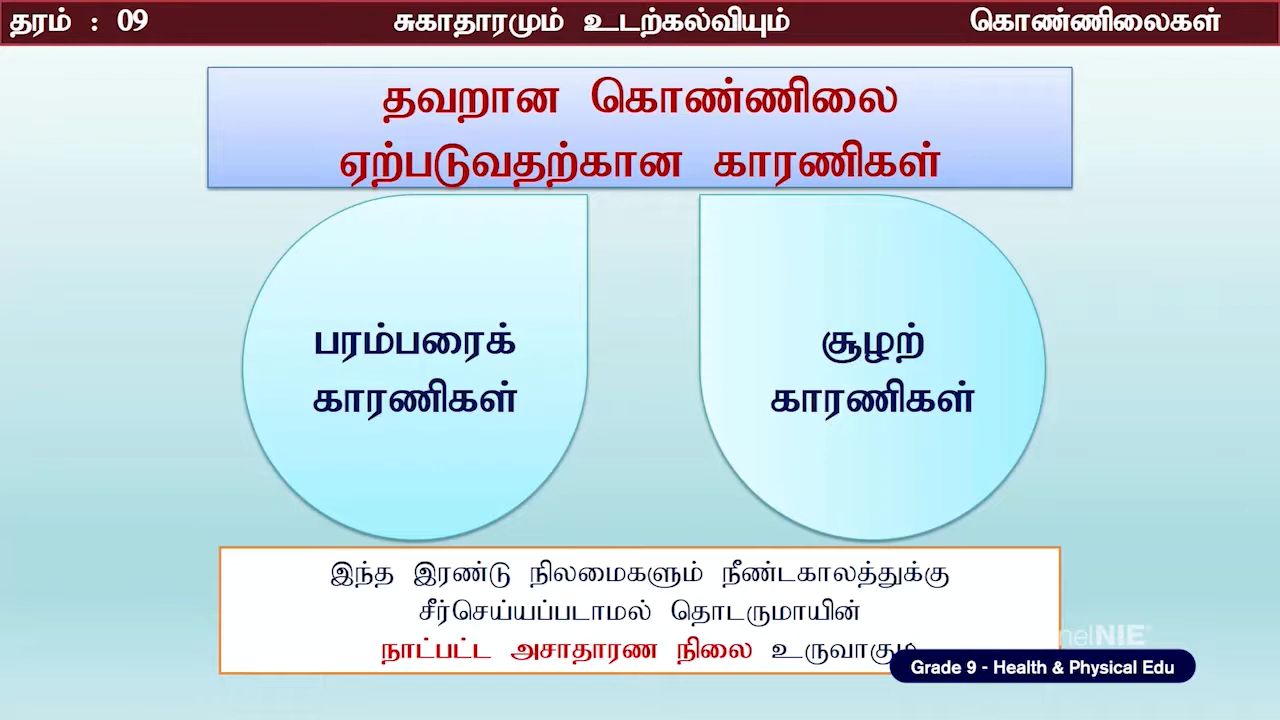 தரம் : 09 சுகாதாரமும் உடற்கல்வியும் கொண்ணிலைகள்
தவறான கொண்ணிலை
ஏற்படுவதற்கான காரணிகள்
பரம்பரைக்
காரணிகள்
சூழற்
காரணிகள்
இந்த இரண்டு நிலமைகளும் நீண்டகாலத்துக்கு
சீர்செய்யப்படாமல் தொடருமாயின்
நாட்பட்ட அசாதாரண நிலை உருவாகும்
NIE
Grade 9 - Health & Physical Edu